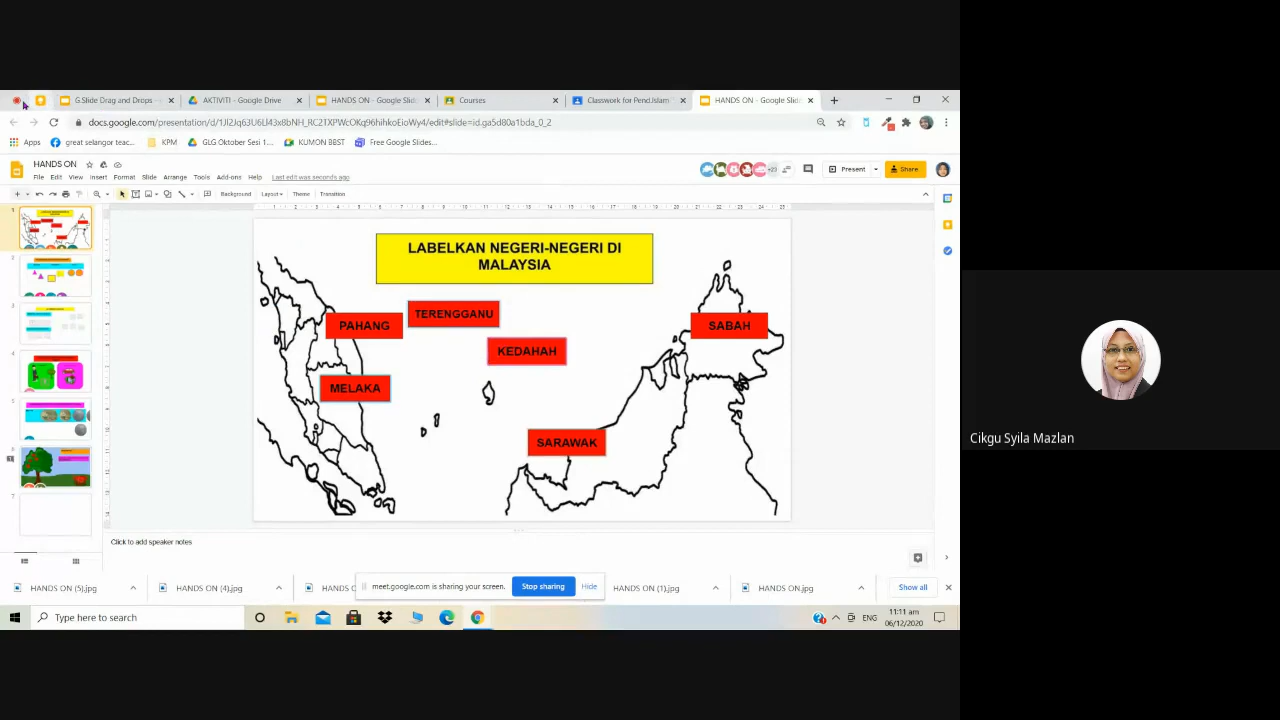 G.Slide Drag and Drops
AKTIVITI - Google Drive
HANDS ON - Google Slid
Courses
Classwork for Pend.Islam
HANDS ON - Google Slid
docs.google.com/presentation/d/
Apps
great selangor teac...
KPM
GLG Oktober Sesi 1...
KUMON BBST
Free Google Slides...
HANDS ON
File Edit View Insert Format Slide Arrange Tools Add-ons Help Last edit was seconds ago
Present
Share
Background Layout Theme Transition
LABELKAN NEGERI-NEGERI DI
MALAYSIA
TERENGGANU
PAHANG
SABAH
KEDAHAH
MELAKA
SARAWAK
Click to add speaker notes
HANDS ON (5).jpg
HANDS ON (4).jpg
HANDS
meet.google.com is sharing your screen.
Stop sharing
Hide
HANDS ON (1).jpg
HANDS ON.jpg
Show all
Type here to search
ENG
11:11 am
06/12/2020
Cikgu Syila Mazlan